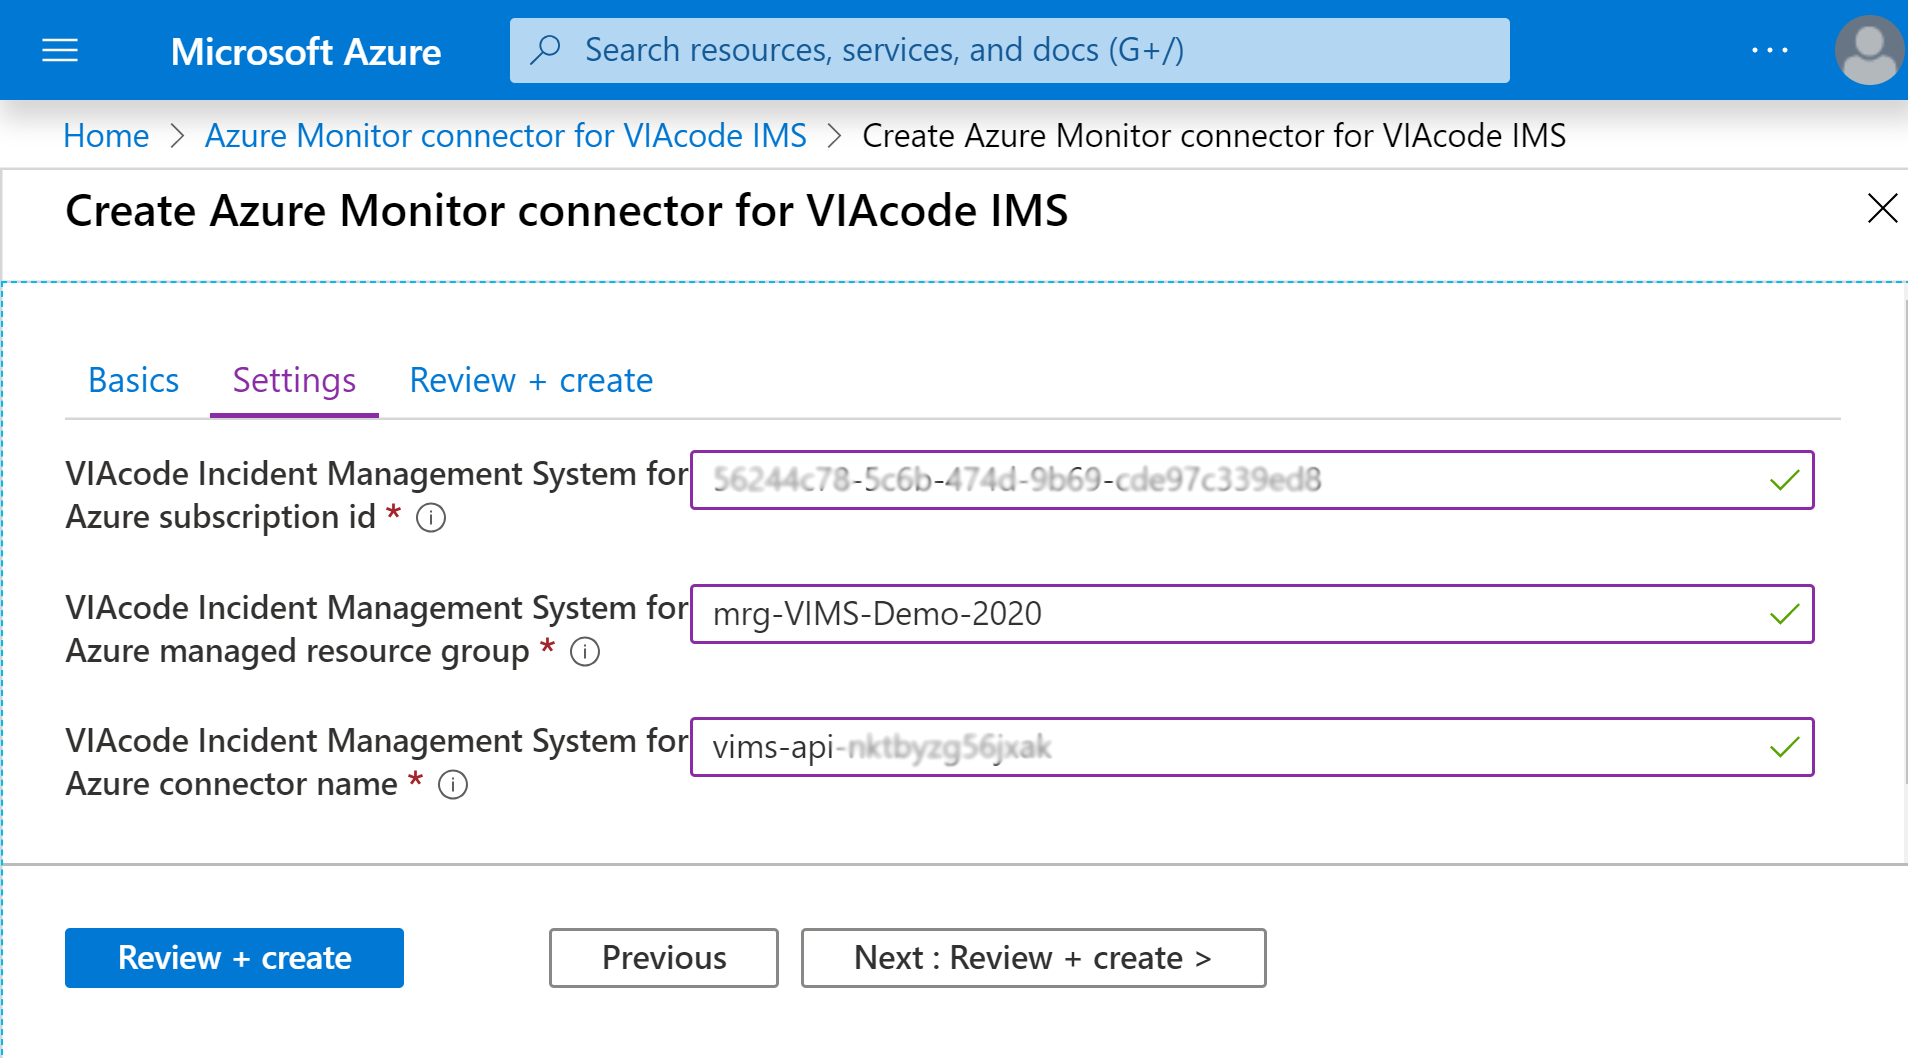 Microsoft Azure
Search resources, services, and docs (G+/)
Home > Azure Monitor connector for VIAcode IMS > Create Azure Monitor connector for VIAcode IMS
Create Azure Monitor connector for VIAcode IMS
Basics Settings Review + create
VIAcode Incident Management System for
Azure subscription id *
VIAcode Incident Management System for
Azure managed resource group *
mrg-VIMS-Demo-2020
VIAcode Incident Management System for
Azure connector name *
vims-api-
Review + create Previous Next : Review + create >